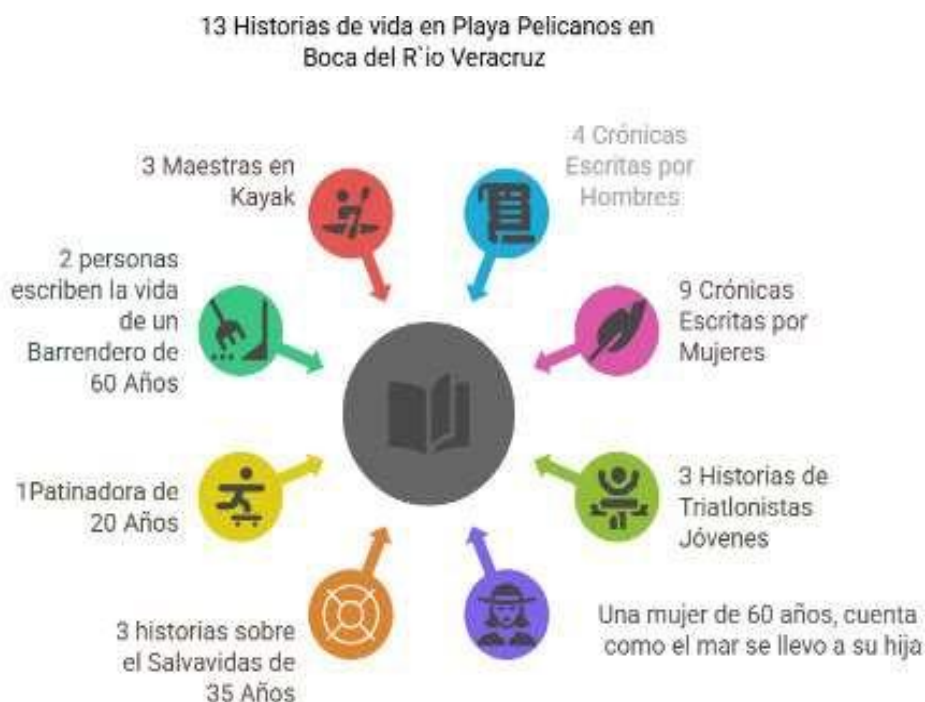 13 Historias de vida en Playa Pelicanos en
Boca del R`io Veracruz
3 Maestras en
Kayak
4 Crónicas
Escritas por
Hombres
2 personas
escriben la vida
de un
Barrendero de
60 Años
9 Crónicas
Escritas por
Mujeres
1Patinadora de
20 Años
3 Historias de
Triatlonistas
Jóvenes
3 historias sobre
el Salvavidas de
35 Años
Una mujer de 60 años, cuenta
como el mar se llevo a su hija